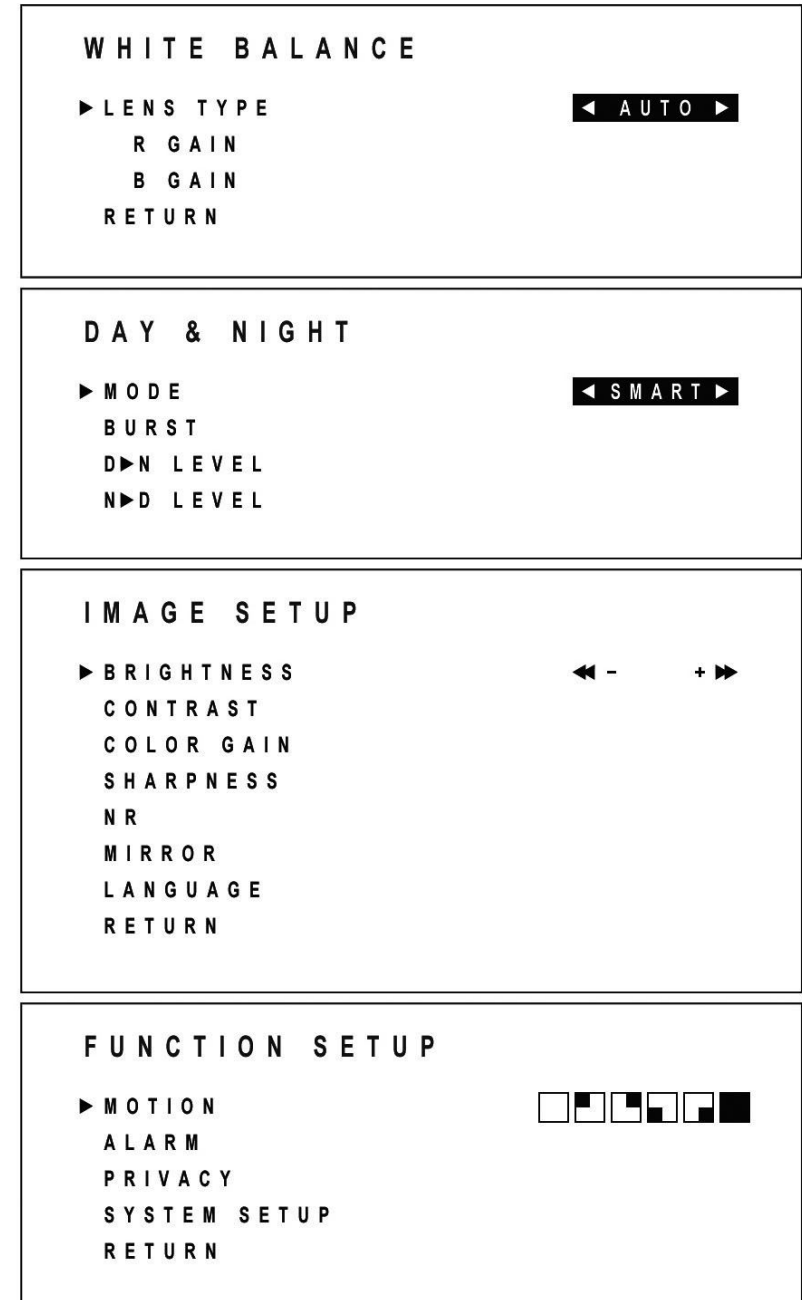 WHITE BALANCE
▶ LENS TYPE ◀ AUTO ▶
R GAIN
B GAIN
RETURN
DAY & NIGHT
▶ MODE ◀ SMART ▶
BURST
D▶N LEVEL
N▶D LEVEL
IMAGE SETUP
▶ BRIGHTNESS ◀◀ - + ▶▶
CONTRAST
COLOR GAIN
SHARPNESS
NR
MIRROR
LANGUAGE
RETURN
FUNCTION SETUP
▶ MOTION
ALARM
PRIVACY
SYSTEM SETUP
RETURN